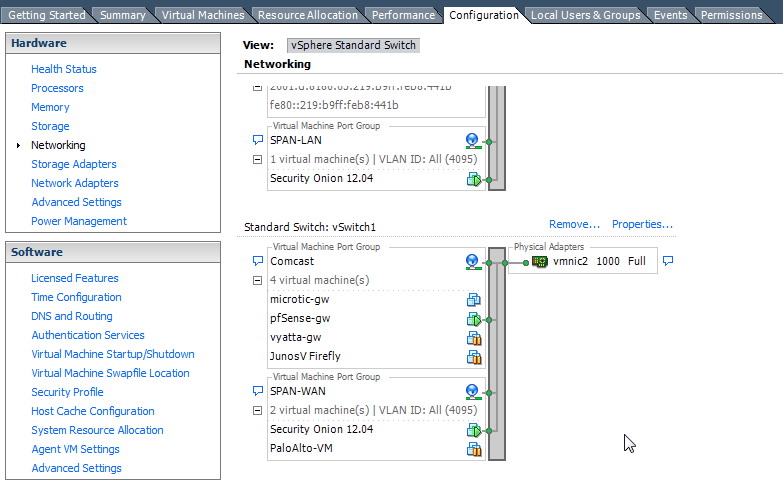 Getting Started Summary Virtual Machines Resource Allocation Performance Configuration Local Users & Groups Events Permissions
Hardware
Health Status
Processors
Memory
Storage
Networking
Storage Adapters
Network Adapters
Advanced Settings
Power Management
Software
Licensed Features
Time Configuration
DNS and Routing
Authentication Services
Virtual Machine Startup/Shutdown
Virtual Machine Swapfile Location
Security Profile
Host Cache Configuration
System Resource Allocation
Agent VM Settings
Advanced Settings
View: vSphere Standard Switch
Networking
fe80::219:b9ff:feb8:441b
Virtual Machine Port Group
SPAN-LAN
1 virtual machine(s) | VLAN ID: All (4095)
Security Onion 12.04
Standard Switch: vSwitch1 Remove... Properties...
Virtual Machine Port Group
Comcast
4 virtual machine(s)
microtic-gw
pfSense-gw
vyatta-gw
JunosV Firefly
Physical Adapters
vmnic2 1000 Full
Virtual Machine Port Group
SPAN-WAN
2 virtual machine(s) | VLAN ID: All (4095)
Security Onion 12.04
PaloAlto-VM